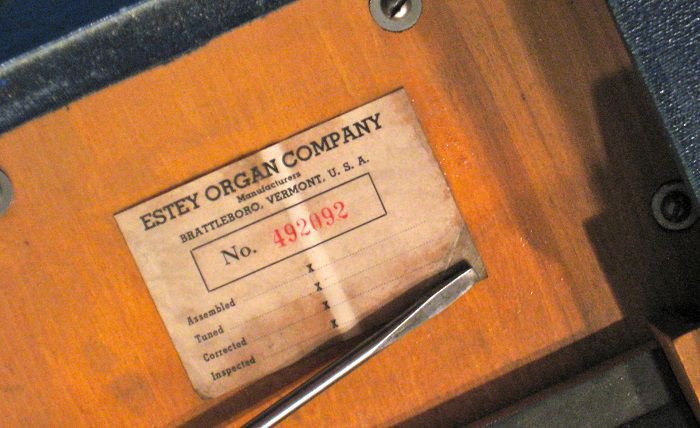 ESTEY ORGAN COMPANY
Manufacturers
BRATTLEBORO, VERMONT, U. S. A.
No. 492092
Assembled x
Tuned x
Corrected x
Inspected x